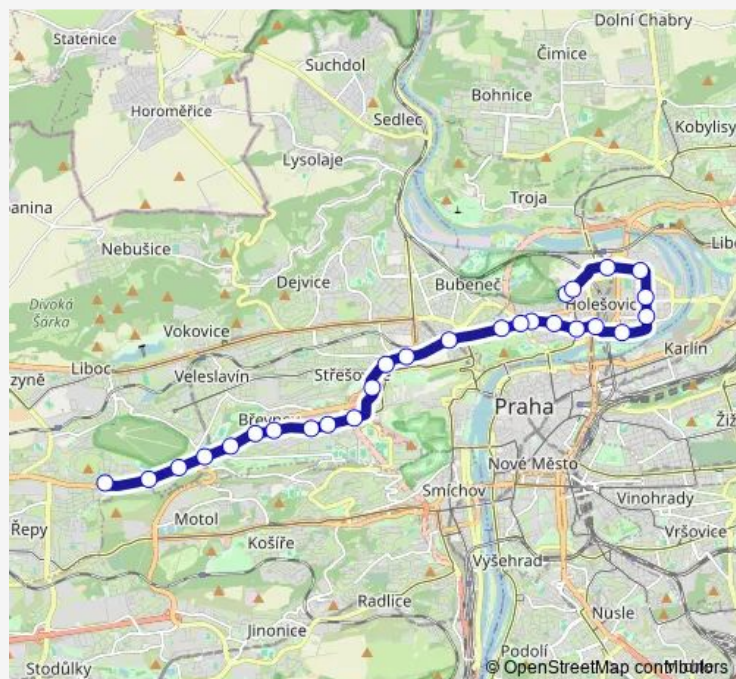 Statenice
Dolní Chabry
Čimice
Suchdol
Bohnice
Horoměřice
Sedlec
Kobylisy
Lysolaje
Troja
panina
Nebušice
Libe
Dejvice
Bubeneč
Divoká
Šárka
Holešovic
Vokovice
Karlín
Liboc
Veleslavín
Střešo
zyně
Praha
Břevnov
Žiž
Nové Město
Smíchov
Vinohrady
Řepy
Motol
Košíře
Vršovice
Vyšehrad
Radlice
Nusle
Jinonice
Podolí
Stodůlky
© OpenStreetMap contributors